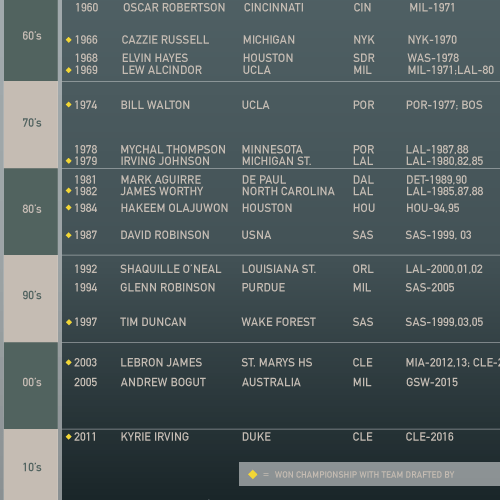 1960 OSCAR ROBERTSON CINCINNATI CIN MIL-1971
60's
◆ 1966 CAZZIE RUSSELL MICHIGAN NYK NYK-1970
1968 ELVIN HAYES HOUSTON SDR WAS-1978
◆ 1969 LEW ALCINDOR UCLA MIL MIL-1971;LAL-80
◆ 1974 BILL WALTON UCLA POR POR-1977; BOS
70's
1978 MYCHAL THOMPSON MINNESOTA POR LAL-1987,88
◆ 1979 IRVING JOHNSON MICHIGAN ST. LAL LAL-1980,82,85
1981 MARK AGUIRRE DE PAUL DAL DET-1989,90
◆ 1982 JAMES WORTHY NORTH CAROLINA LAL LAL-1985,87,88
80's
◆ 1984 HAKEEM OLAJUWON HOUSTON HOU HOU-94,95
◆ 1987 DAVID ROBINSON USNA SAS SAS-1999, 03
1992 SHAQUILLE O'NEAL LOUISIANA ST. ORL LAL-2000,01,02
1994 GLENN ROBINSON PURDUE MIL SAS-2005
90's
◆ 1997 TIM DUNCAN WAKE FOREST SAS SAS-1999,03,05
◆ 2003 LEBRON JAMES ST. MARYS HS CLE MIA-2012,13; CLE-2
00's
2005 ANDREW BOGUT AUSTRALIA MIL GSW-2015
◆ 2011 KYRIE IRVING DUKE CLE CLE-2016
10's
◆ = WON CHAMPIONSHIP WITH TEAM DRAFTED BY